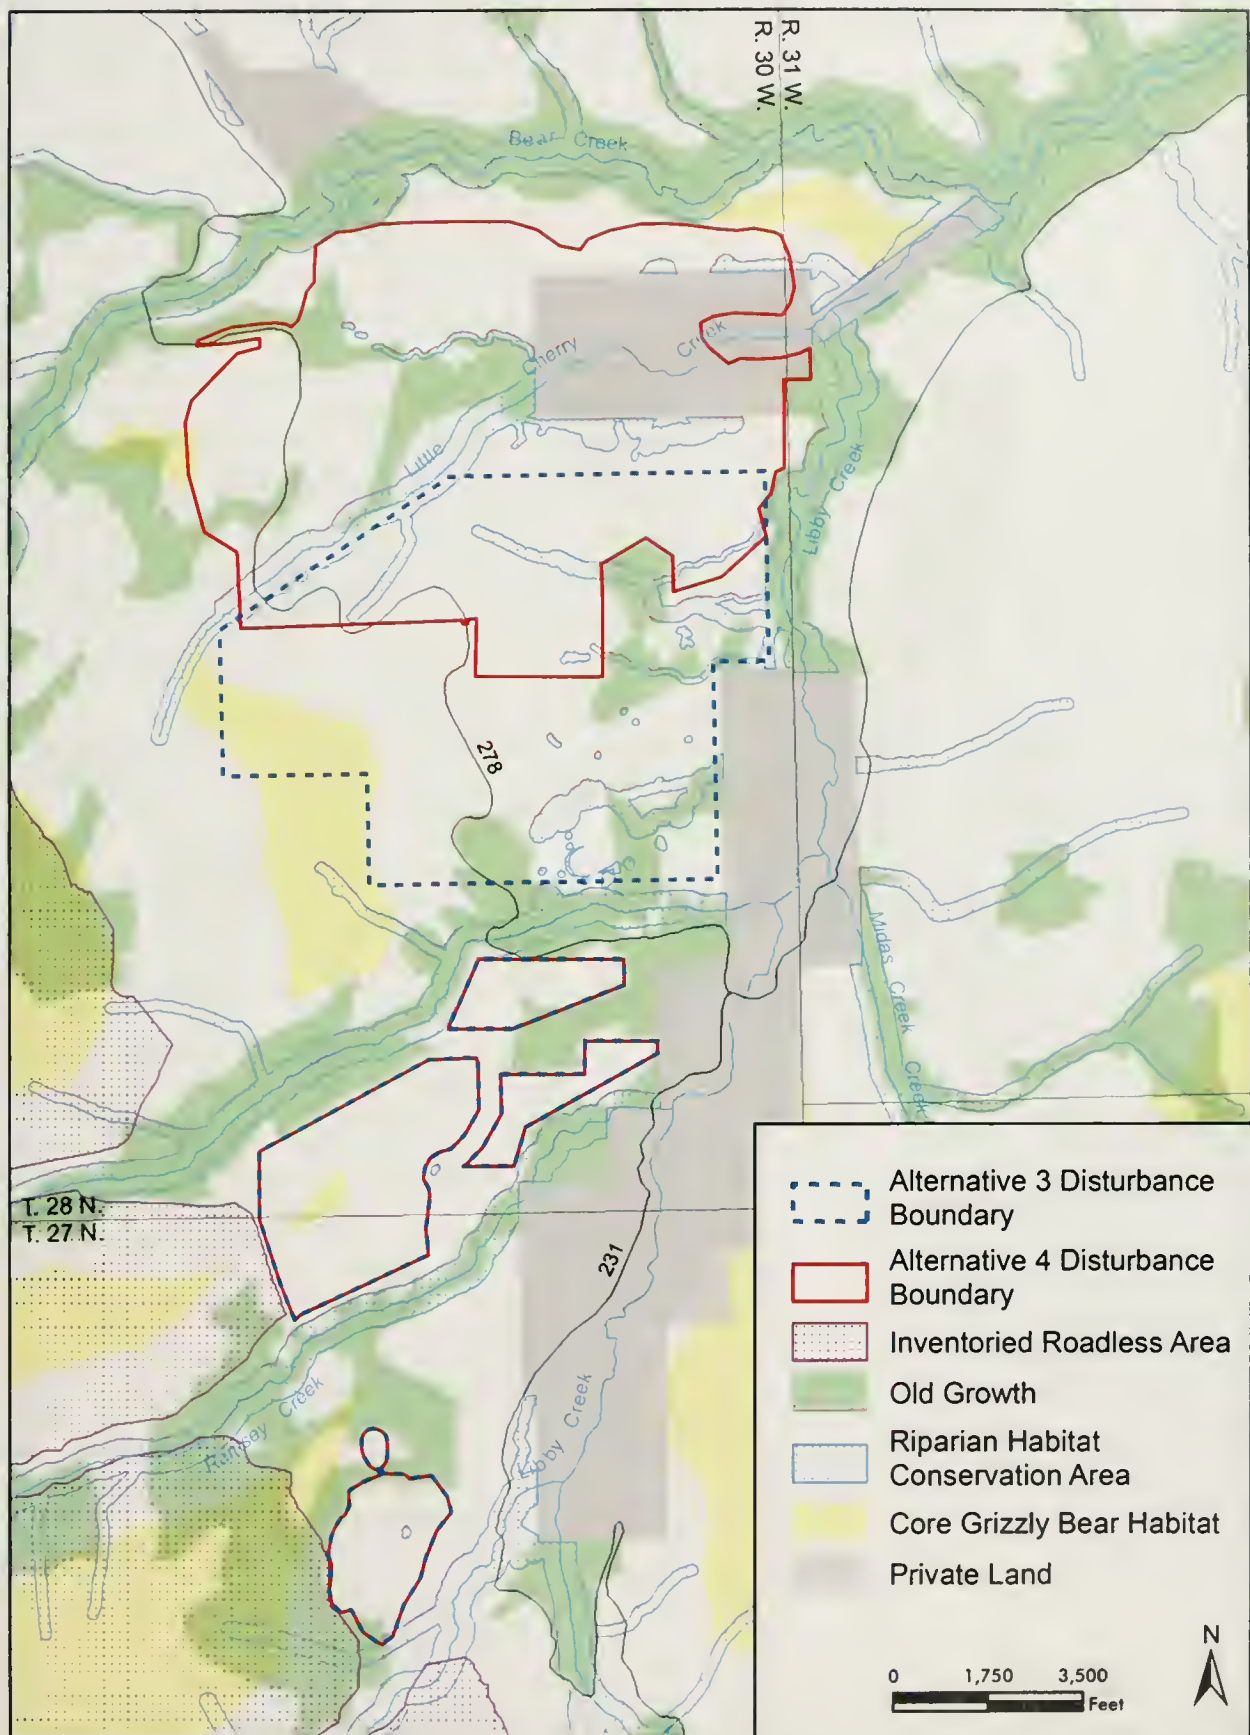 R. 31 W.
R. 30 W.
Bear Creek
Cherry
Creek
Little
Libby Creek
278
Midas Creek
Creek
T. 28 N.
T. 27 N.
231
Ramsey Creek
Libby Creek
Alternative 3 Disturbance
Boundary
Alternative 4 Disturbance
Boundary
Inventoried Roadless Area
Old Growth
Riparian Habitat
Conservation Area
Core Grizzly Bear Habitat
Private Land
N
0 1,750 3,500
Feet